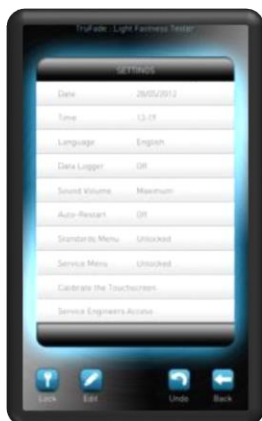 TruFade : Light Fastness Tester
SETTINGS
Date 28/05/2012
Time 13:19
Language English
Data Logger Off
Sound Volume Maximum
Auto-Restart Off
Standards Menu Unlocked
Service Menu Unlocked
Calibrate the Touchscreen
Service Engineers Access
Lock Edit Undo Back